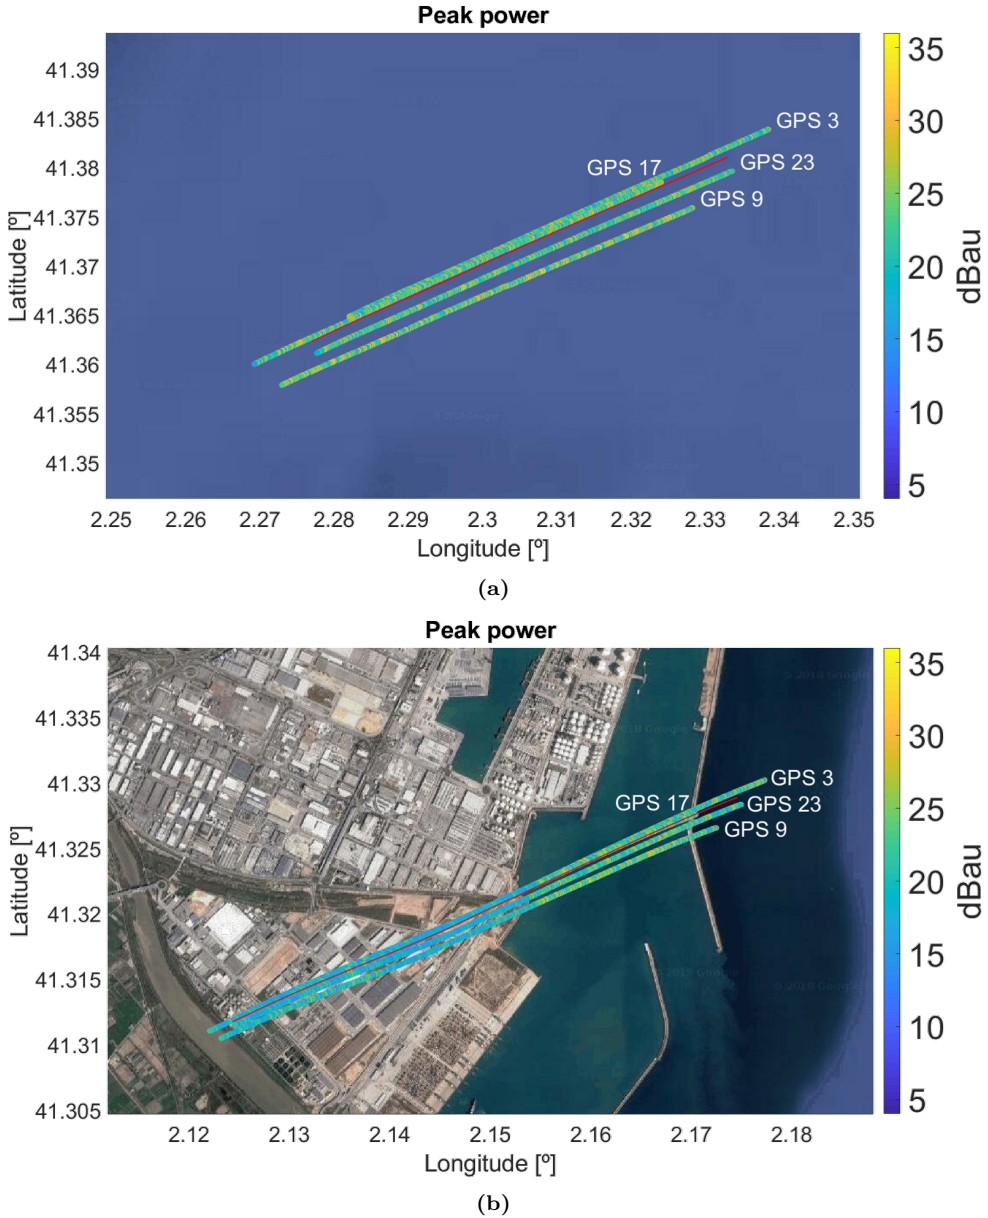 Peak power
41.39
41.385
41.38
41.375
41.37
41.365
41.36
41.355
41.35
Latitude [º]
GPS 3
GPS 17
GPS 23
GPS 9
2.25 2.26 2.27 2.28 2.29 2.3 2.31 2.32 2.33 2.34 2.35
Longitude [º]
35
30
25
20
15
10
5
dBau
(a)
Peak power
41.34
41.335
41.33
41.325
41.32
41.315
41.31
41.305
Latitude [º]
GPS 3
GPS 17
GPS 23
GPS 9
2.12 2.13 2.14 2.15 2.16 2.17 2.18
Longitude [º]
35
30
25
20
15
10
5
dBau
(b)